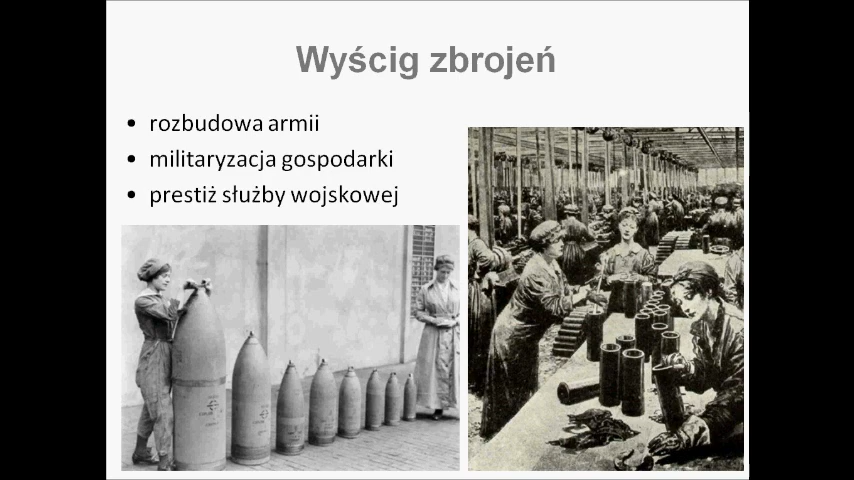 Wyścig zbrojeń
• rozbudowa armii
• militaryzacja gospodarki
• prestiż służby wojskowej